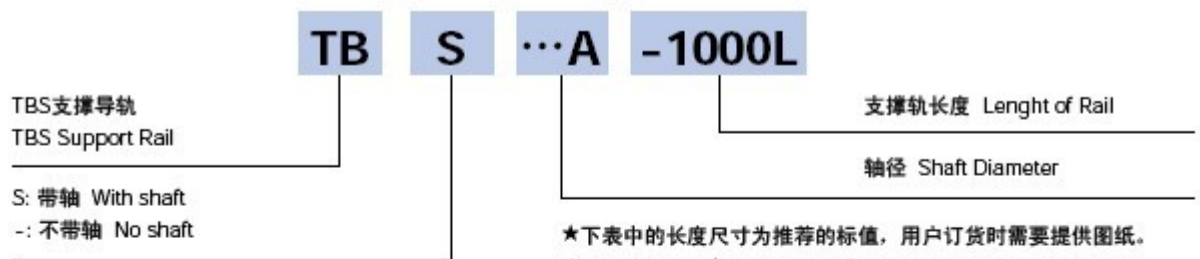 TB S ···A -1000L
TBS支撑导轨
TBS Support Rail
支撑轨长度 Lenght of Rail
轴径 Shaft Diameter
S: 带轴 With shaft
-: 不带轴 No shaft
★下表中的长度尺寸为推荐的标值，用户订货时需要提供图纸。